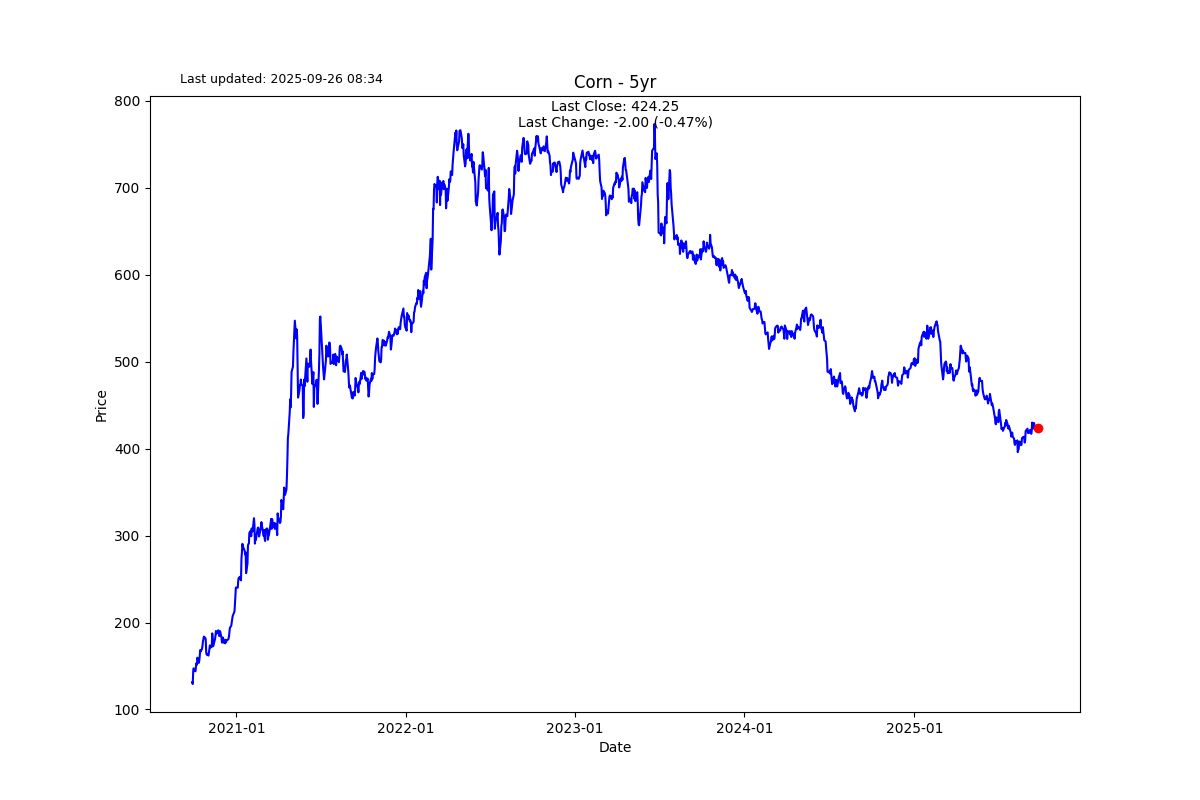 Last updated: 2025-09-26 08:34
Corn - 5yr
Last Close: 424.25
Last Change: -2.00 (-0.47%)
800
700
600
500
400
300
200
100
Price
2021-01
2022-01
2023-01
2024-01
2025-01
Date